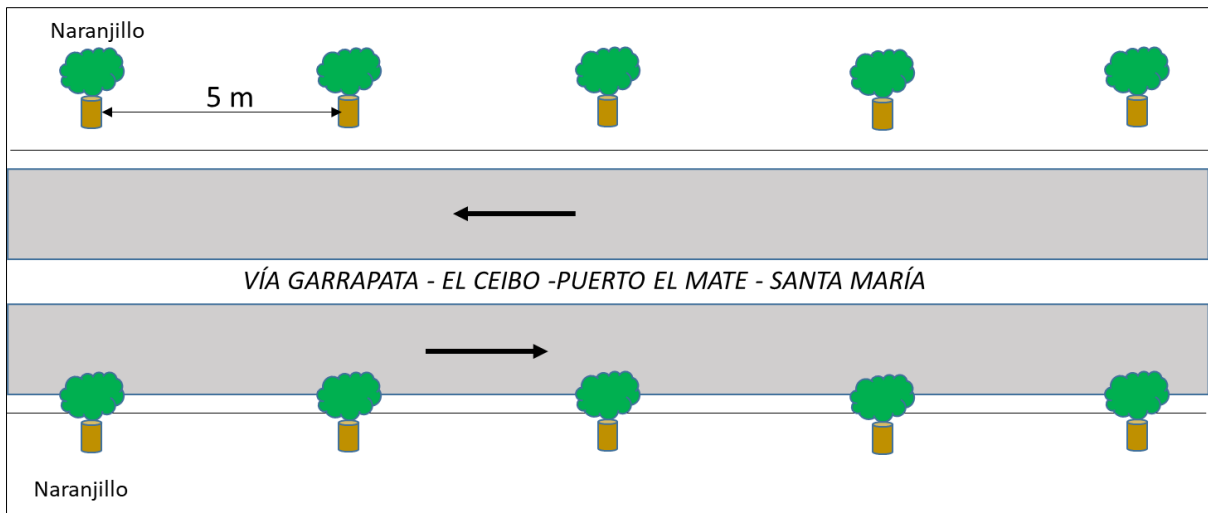 Naranjillo
5 m
VÍA GARRAPATA - EL CEIBO -PUERTO EL MATE - SANTA MARÍA
Naranjillo